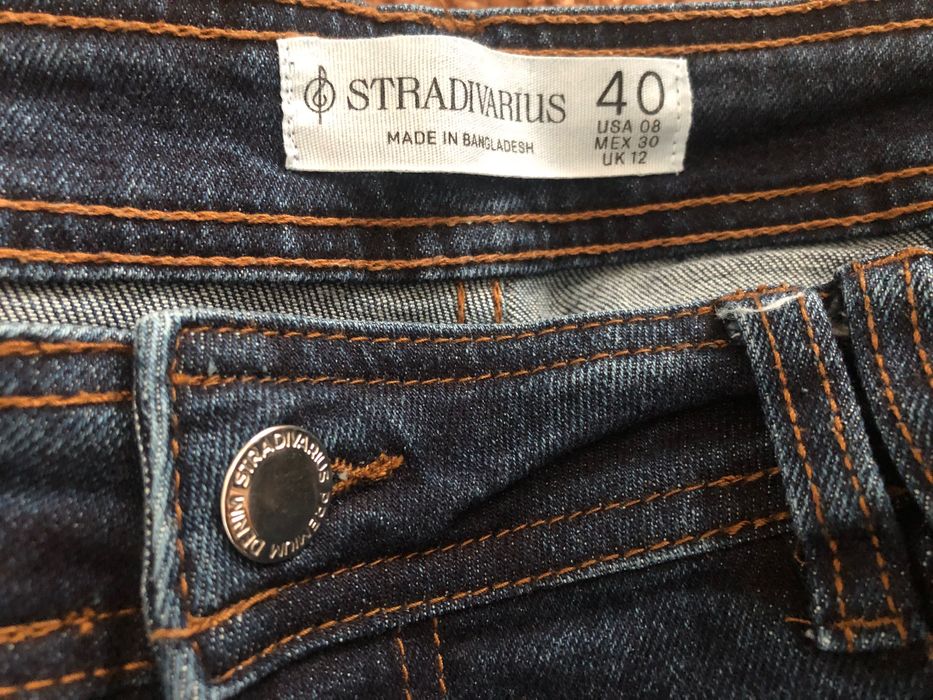 STRADIVARIUS
MADE IN BANGLADESH
40
USA 08
MEX 30
UK 12
STRADIVARIUS PREMIUM DENIM